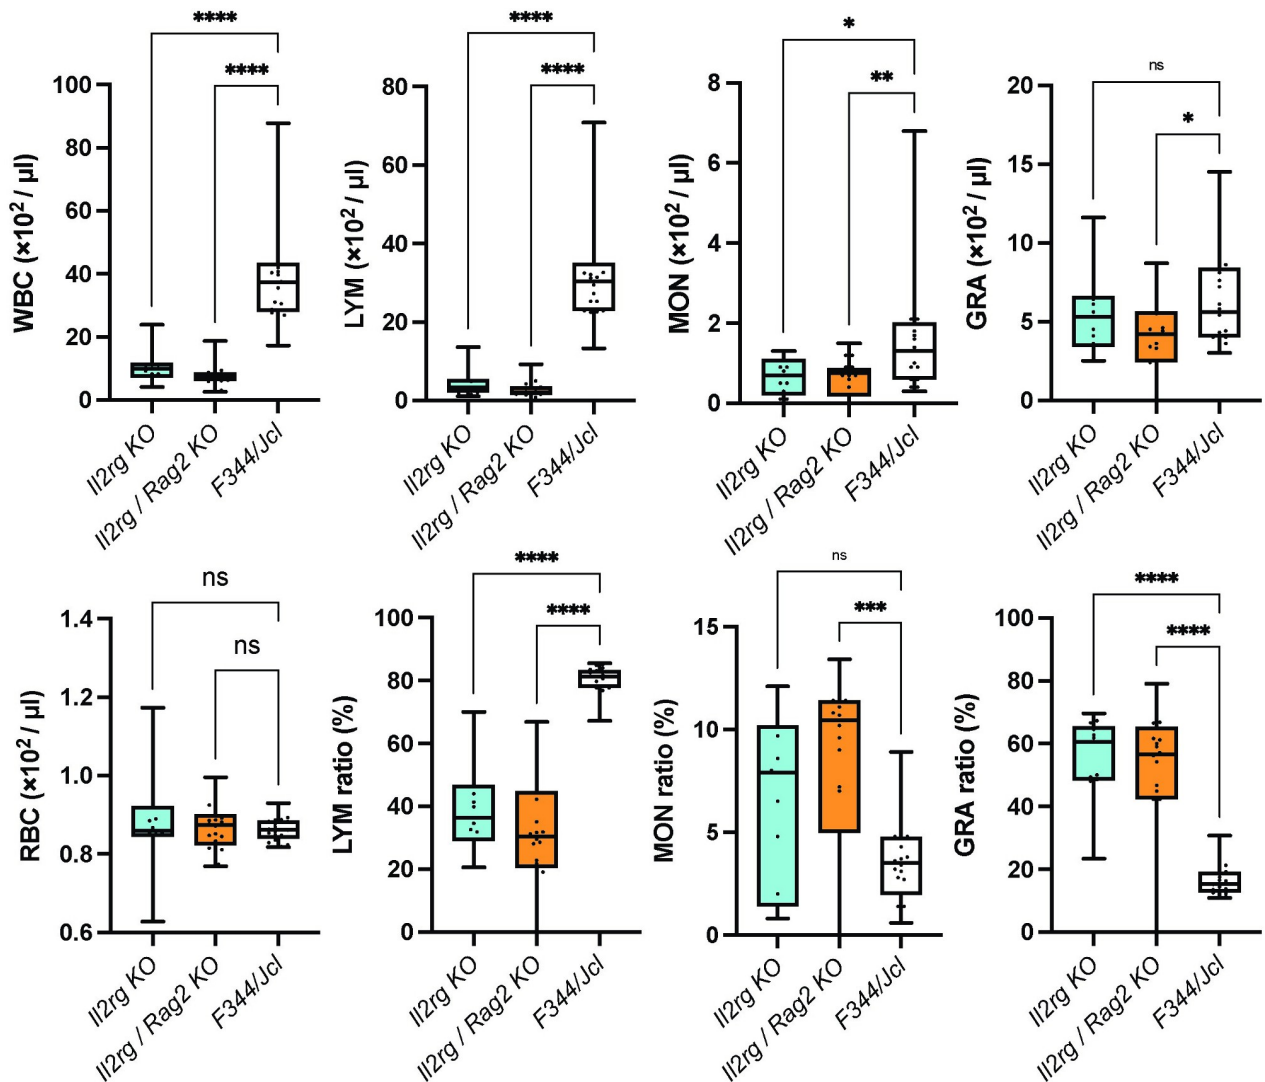 ****
****
WBC (×10² / µl)
100
80
60
40
20
0
Il2rg KO
Il2rg / Rag2 KO
F344/Jcl
****
****
LYM (×10² / µl)
80
60
40
20
0
Il2rg KO
Il2rg / Rag2 KO
F344/Jcl
*
**
MON (×10² / µl)
8
6
4
2
0
Il2rg KO
Il2rg / Rag2 KO
F344/Jcl
ns
*
GRA (×10² / µl)
20
15
10
5
0
Il2rg KO
Il2rg / Rag2 KO
F344/Jcl
ns
ns
RBC (×10² / µl)
1.4
1.2
1.0
0.8
0.6
Il2rg KO
Il2rg / Rag2 KO
F344/Jcl
****
****
LYM ratio (%)
100
80
60
40
20
0
Il2rg KO
Il2rg / Rag2 KO
F344/Jcl
ns
***
MON ratio (%)
15
10
5
0
Il2rg KO
Il2rg / Rag2 KO
F344/Jcl
****
****
GRA ratio (%)
100
80
60
40
20
0
Il2rg KO
Il2rg / Rag2 KO
F344/Jcl